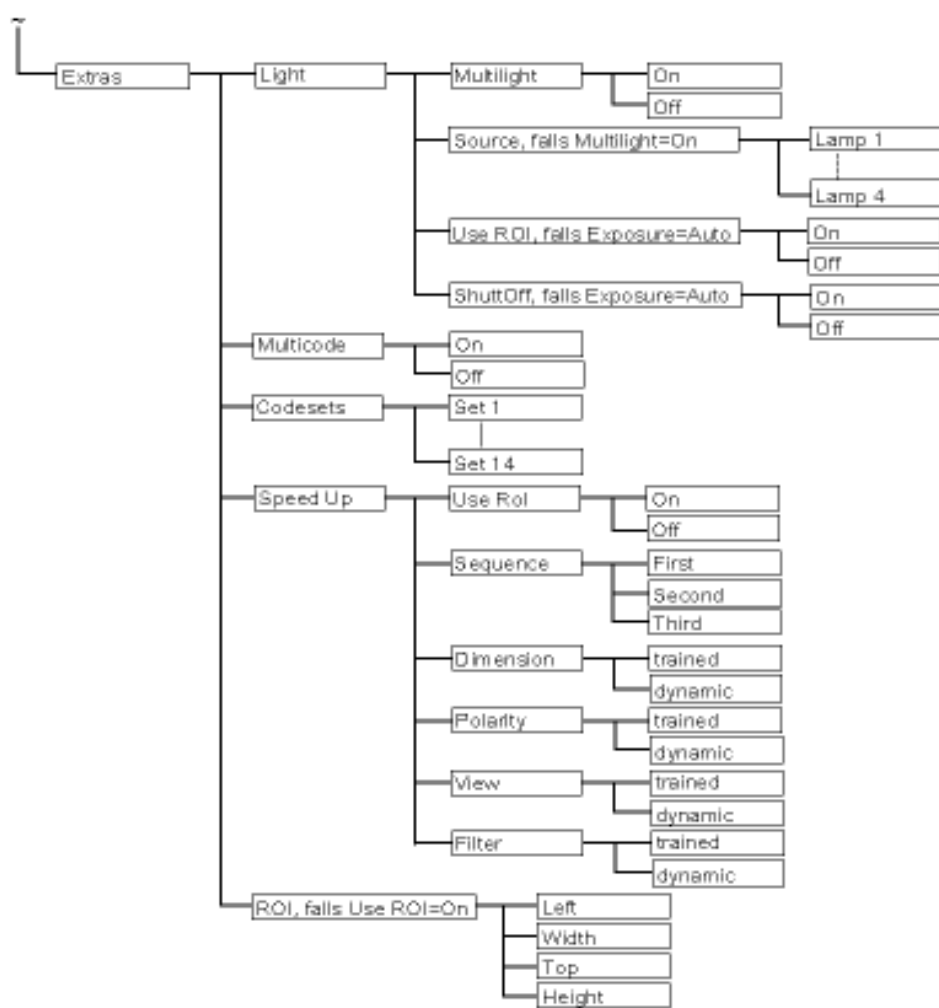 ~
Extras
Light
Multilight
On
Off
Source, falls Multilight=On
Lamp 1
Lamp 4
Use ROI, falls Exposure=Auto
On
Off
ShuttOff, falls Exposure=Auto
On
Off
Multicode
On
Off
Codesets
Set 1
Set 14
Speed Up
Use RoI
On
Off
Sequence
First
Second
Third
Dimension
trained
dynamic
Polarity
trained
dynamic
View
trained
dynamic
Filter
trained
dynamic
ROI, falls Use ROI=On
Left
Width
Top
Height